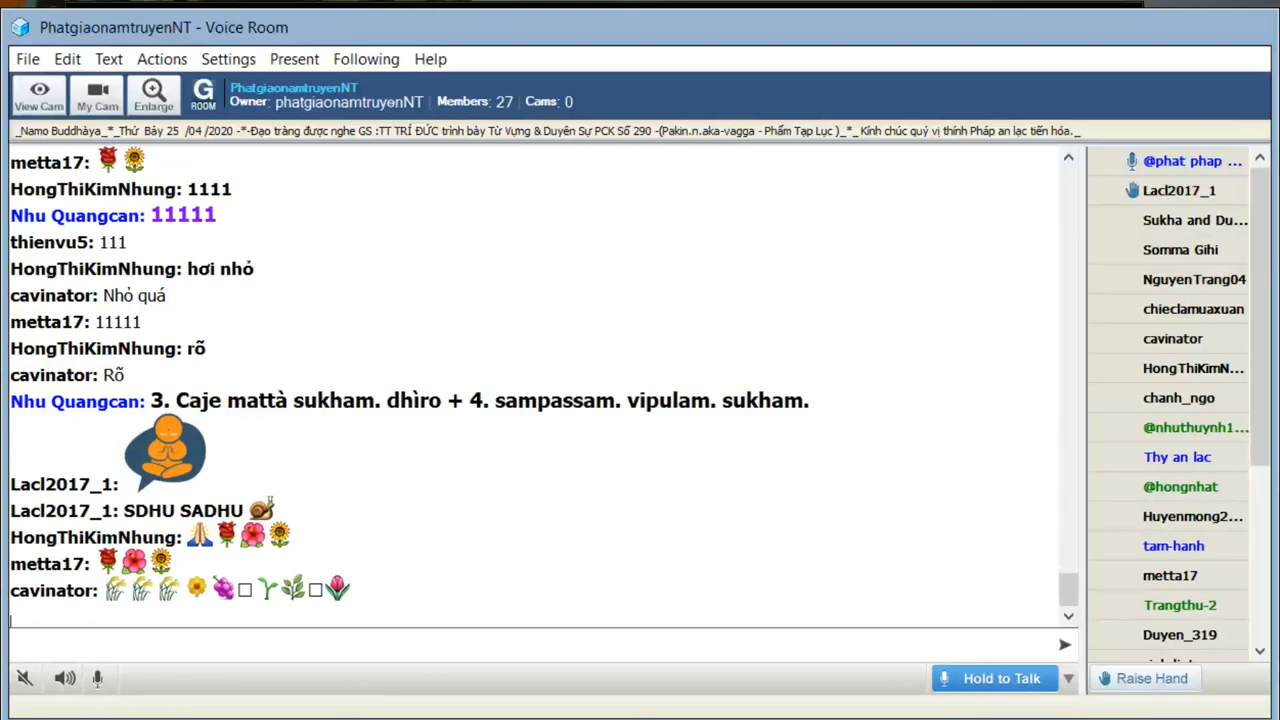 PhatgiaonamtruyenNT - Voice Room
File Edit Text Actions Settings Present Following Help
View Cam My Cam Enlarge G ROOM
PhatgiaonamtruyenNT
Owner: phatgiaonamtruyenNT Members: 27 Cams: 0
_Namo Buddhàya_*_Thứ Bảy 25 /04 /2020 -*-Đạo tràng được nghe GS :TT TRÍ ĐỨC trình bày Từ Vựng & Duyên Sự PCK Số 290 -(Pakin.n.aka-vagga - Phẩm Tạp Lục )_*_ Kính chúc quý vị thính Pháp an lạc tiến hóa._
metta17:
HongThiKimNhung: 1111
Nhu Quangcan: 11111
thienvu5: 111
HongThiKimNhung: hơi nhỏ
cavinator: Nhỏ quá
metta17: 11111
HongThiKimNhung: rõ
cavinator: Rõ
Nhu Quangcan: 3. Caje mattà sukham. dhìro + 4. sampassam. vipulam. sukham.
Lacl2017_1:
Lacl2017_1: SDHU SADHU
HongThiKimNhung:
metta17:
cavinator:
@phat phap ...
Lacl2017_1
Sukha and Du...
Somma Gihi
NguyenTrang04
chieclamuaxuan
cavinator
HongThiKimN...
chanh_ngo
@nhuthuynh1...
Thy an lac
@hongnhat
Huyenmong2...
tam-hanh
metta17
Trangthu-2
Duyen_319
Hold to Talk
Raise Hand